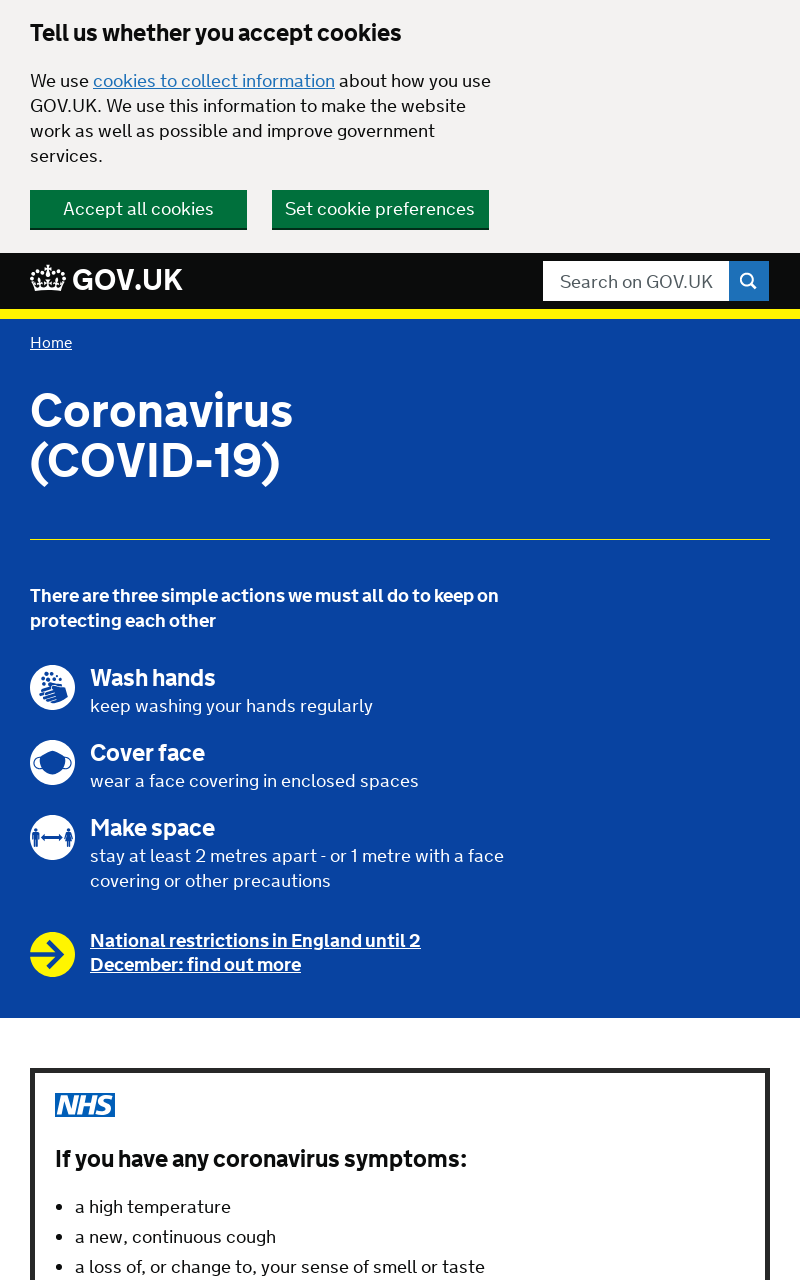 Tell us whether you accept cookies
We use cookies to collect information about how you use
GOV.UK. We use this information to make the website
work as well as possible and improve government
services.
Accept all cookies
Set cookie preferences
GOV.UK
Search on GOV.UK
Home
Coronavirus
(COVID-19)
There are three simple actions we must all do to keep on
protecting each other
Wash hands
keep washing your hands regularly
Cover face
wear a face covering in enclosed spaces
Make space
stay at least 2 metres apart - or 1 metre with a face
covering or other precautions
National restrictions in England until 2
December: find out more
NHS
If you have any coronavirus symptoms:
• a high temperature
• a new, continuous cough
• a loss of, or change to, your sense of smell or taste